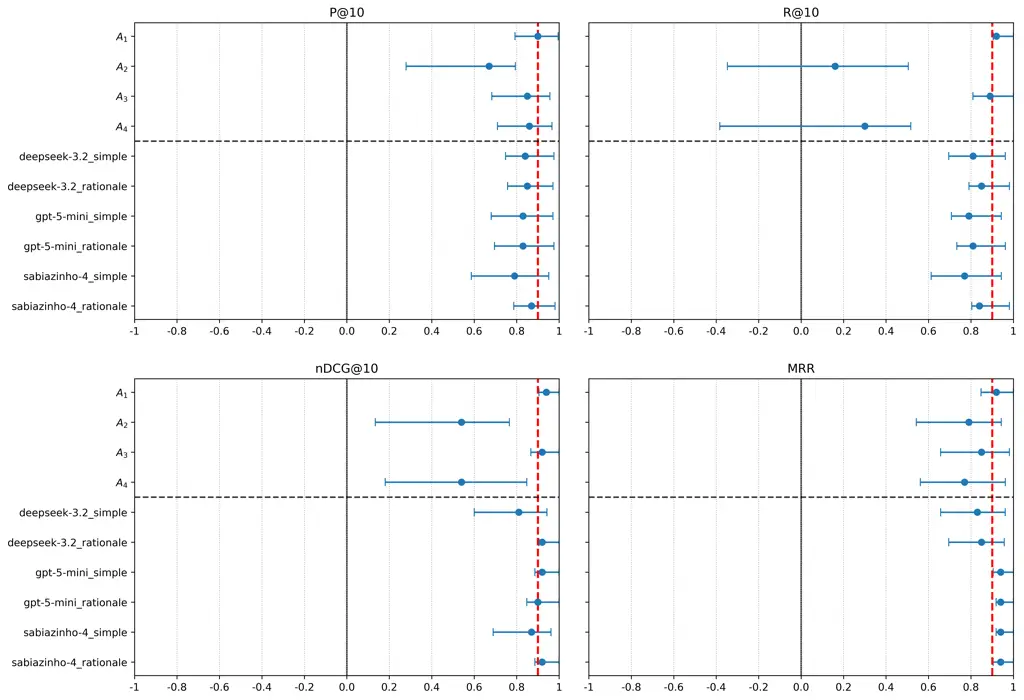 P@10
R@10
A1
A2
A3
A4
deepseek-3.2_simple
deepseek-3.2_rationale
gpt-5-mini_simple
gpt-5-mini_rationale
sabiazinho-4_simple
sabiazinho-4_rationale
-1 -0.8 -0.6 -0.4 -0.2 0.0 0.2 0.4 0.6 0.8 1
-1 -0.8 -0.6 -0.4 -0.2 0.0 0.2 0.4 0.6 0.8 1
nDCG@10
MRR
A1
A2
A3
A4
deepseek-3.2_simple
deepseek-3.2_rationale
gpt-5-mini_simple
gpt-5-mini_rationale
sabiazinho-4_simple
sabiazinho-4_rationale
-1 -0.8 -0.6 -0.4 -0.2 0.0 0.2 0.4 0.6 0.8 1
-1 -0.8 -0.6 -0.4 -0.2 0.0 0.2 0.4 0.6 0.8 1